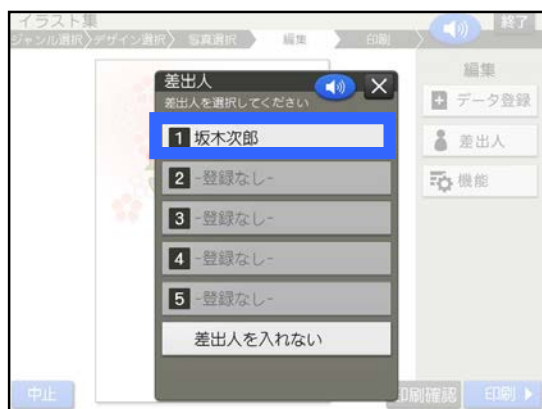 イラスト集
終了
ジャンル選択
デザイン選択
写真選択
編集
印刷
編集
データ登録
差出人
機能
差出人
差出人を選択してください
1 坂木次郎
2 -登録なし-
3 -登録なし-
4 -登録なし-
5 -登録なし-
差出人を入れない
中止
印刷確認
印刷